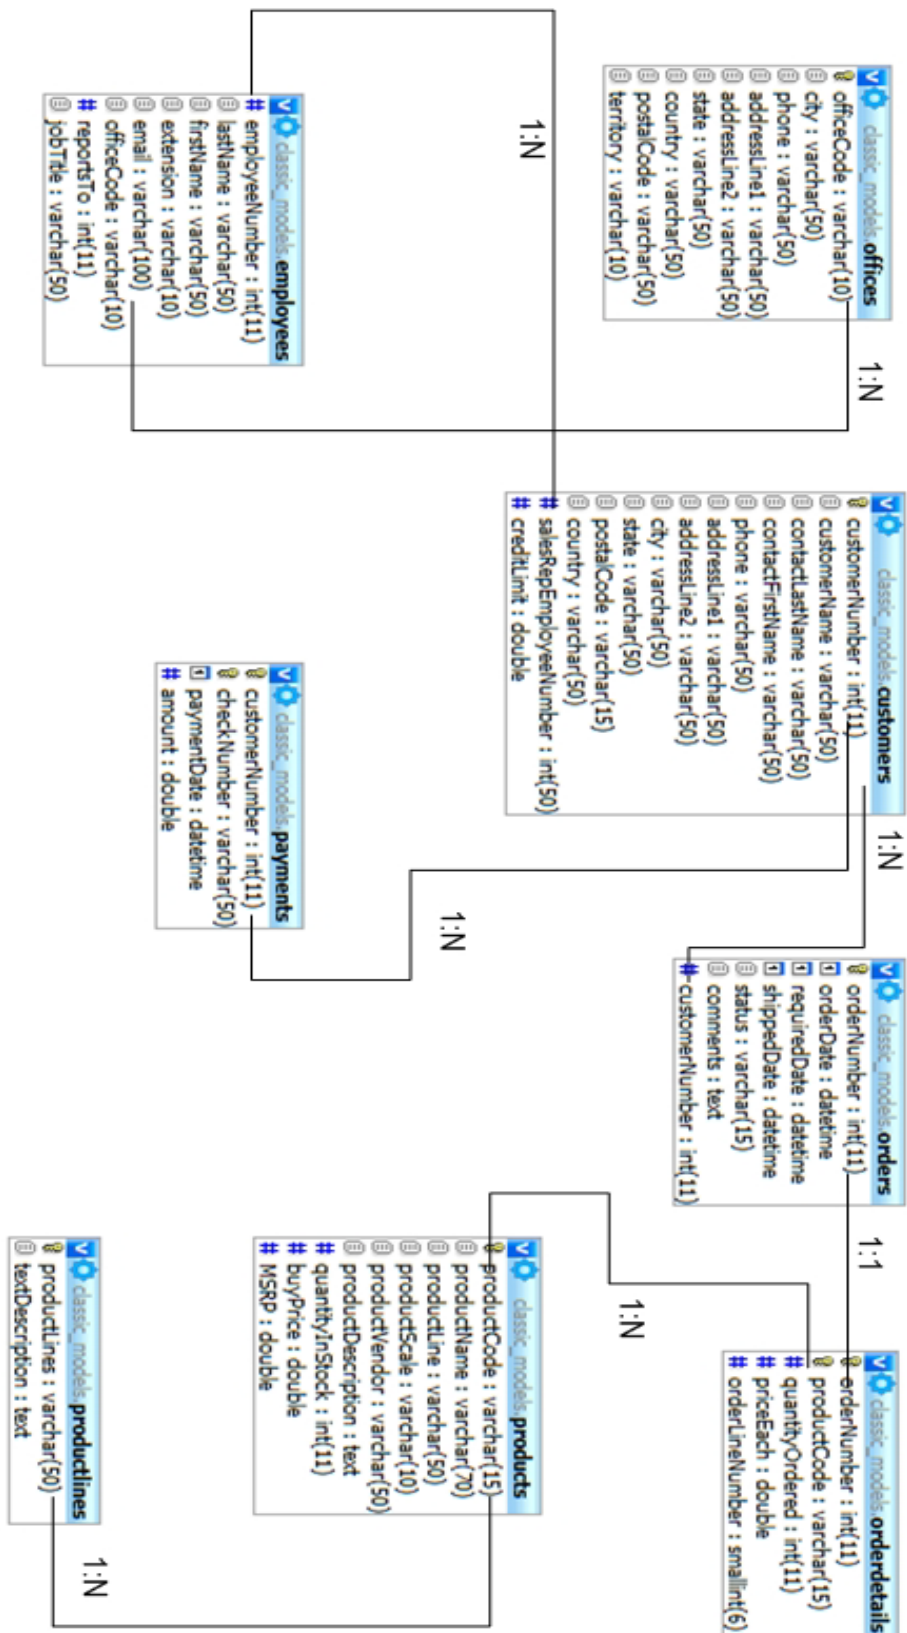 classic_models.offices
officeCode : varchar(10)
city : varchar(50)
phone : varchar(50)
addressLine1 : varchar(50)
addressLine2 : varchar(50)
state : varchar(50)
country : varchar(50)
postalCode : varchar(50)
territory : varchar(10)
1:N
classic_models.employees
employeeNumber : int(11)
lastName : varchar(50)
firstName : varchar(50)
extension : varchar(10)
email : varchar(100)
officeCode : varchar(10)
reportsTo : int(11)
jobTitle : varchar(50)
1:N
classic_models.customers
customerNumber : int(11)
customerName : varchar(50)
contactLastName : varchar(50)
contactFirstName : varchar(50)
phone : varchar(50)
addressLine1 : varchar(50)
addressLine2 : varchar(50)
city : varchar(50)
state : varchar(50)
postalCode : varchar(15)
country : varchar(50)
salesRepEmployeeNumber : int(50)
creditLimit : double
1:N
classic_models.payments
customerNumber : int(11)
checkNumber : varchar(50)
paymentDate : datetime
amount : double
1:N
classic_models.orders
orderNumber : int(11)
orderDate : datetime
requiredDate : datetime
shippedDate : datetime
status : varchar(15)
comments : text
customerNumber : int(11)
1:1
classic_models.orderdetails
orderNumber : int(11)
productCode : varchar(15)
quantityOrdered : int(11)
priceEach : double
orderLineNumber : smallint(6)
1:N
classic_models.products
productCode : varchar(15)
productName : varchar(70)
productLine : varchar(50)
productScale : varchar(10)
productVendor : varchar(50)
productDescription : text
quantityInStock : int(11)
buyPrice : double
MSRP : double
1:N
classic_models.productlines
productLines : varchar(50)
textDescription : text